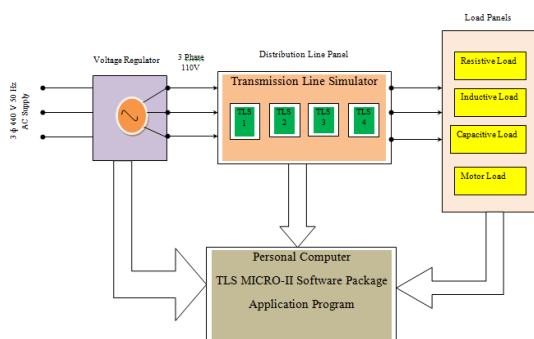 Load Panels
Voltage Regulator
3 Phase
110V
Distribution Line Panel
3 ϕ 440 V 50 Hz
AC Supply
Transmission Line Simulator
TLS
1
TLS
2
TLS
3
TLS
4
Resistive Load
Inductive Load
Capacitive Load
Motor Load
Personal Computer
TLS MICRO-II Software Package
Application Program